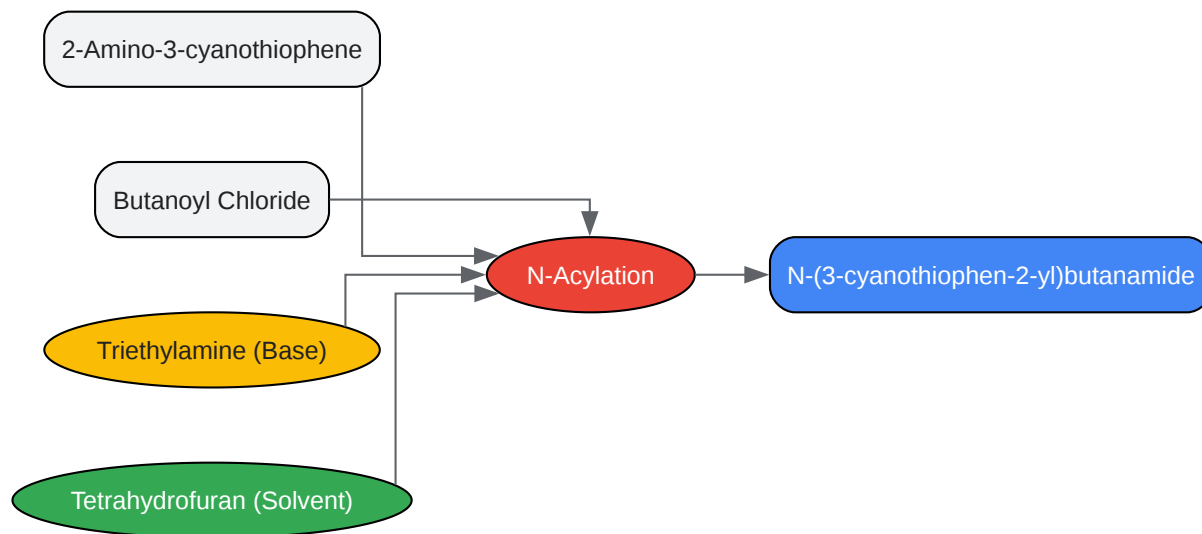 2-Amino-3-cyanothiophene
Butanoyl Chloride
N-Acylation
N-(3-cyanothiophen-2-yl)butanamide
Triethylamine (Base)
Tetrahydrofuran (Solvent)